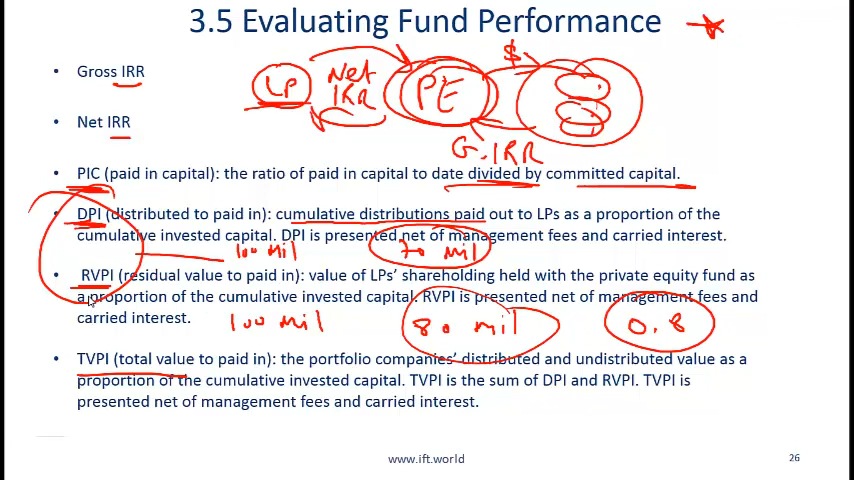 3.5 Evaluating Fund Performance
• Gross IRR
LP
Net
IRR
PE
$
• Net IRR
G. IRR
• PIC (paid in capital): the ratio of paid in capital to date divided by committed capital.
• DPI (distributed to paid in): cumulative distributions paid out to LPs as a proportion of the
cumulative invested capital. DPI is presented net of management fees and carried interest.
100 mil 70 mil
• RVPI (residual value to paid in): value of LPs' shareholding held with the private equity fund as
a proportion of the cumulative invested capital. RVPI is presented net of management fees and
carried interest.
100 mil 80 mil 0.8
• TVPI (total value to paid in): the portfolio companies' distributed and undistributed value as a
proportion of the cumulative invested capital. TVPI is the sum of DPI and RVPI. TVPI is
presented net of management fees and carried interest.
www.ift.world
26